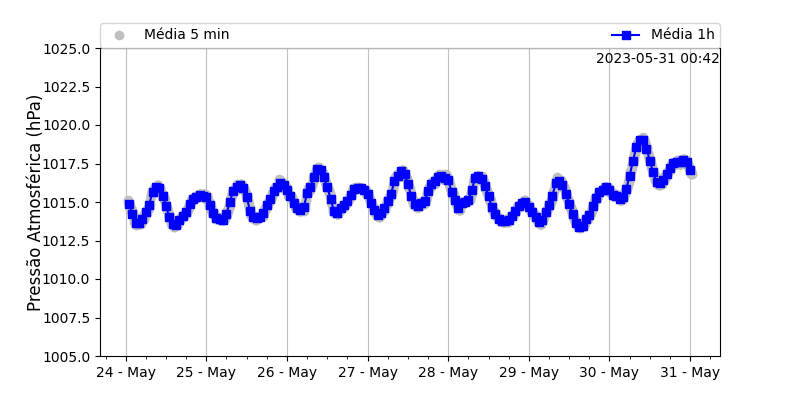 Média 5 min
Média 1h
2023-05-31 00:42
Pressão Atmosférica (hPa)
1025.0
1022.5
1020.0
1017.5
1015.0
1012.5
1010.0
1007.5
1005.0
24 - May
25 - May
26 - May
27 - May
28 - May
29 - May
30 - May
31 - May